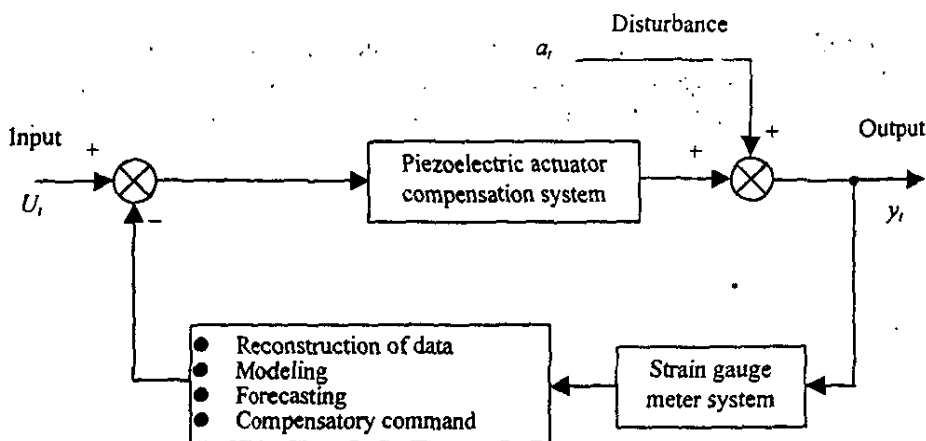 Disturbance
a_t
Input
+
+
+
Output
Piezoelectric actuator
compensation system
U_t
−
y_t
● Reconstruction of data
● Modeling
● Forecasting
● Compensatory command
Strain gauge
meter system